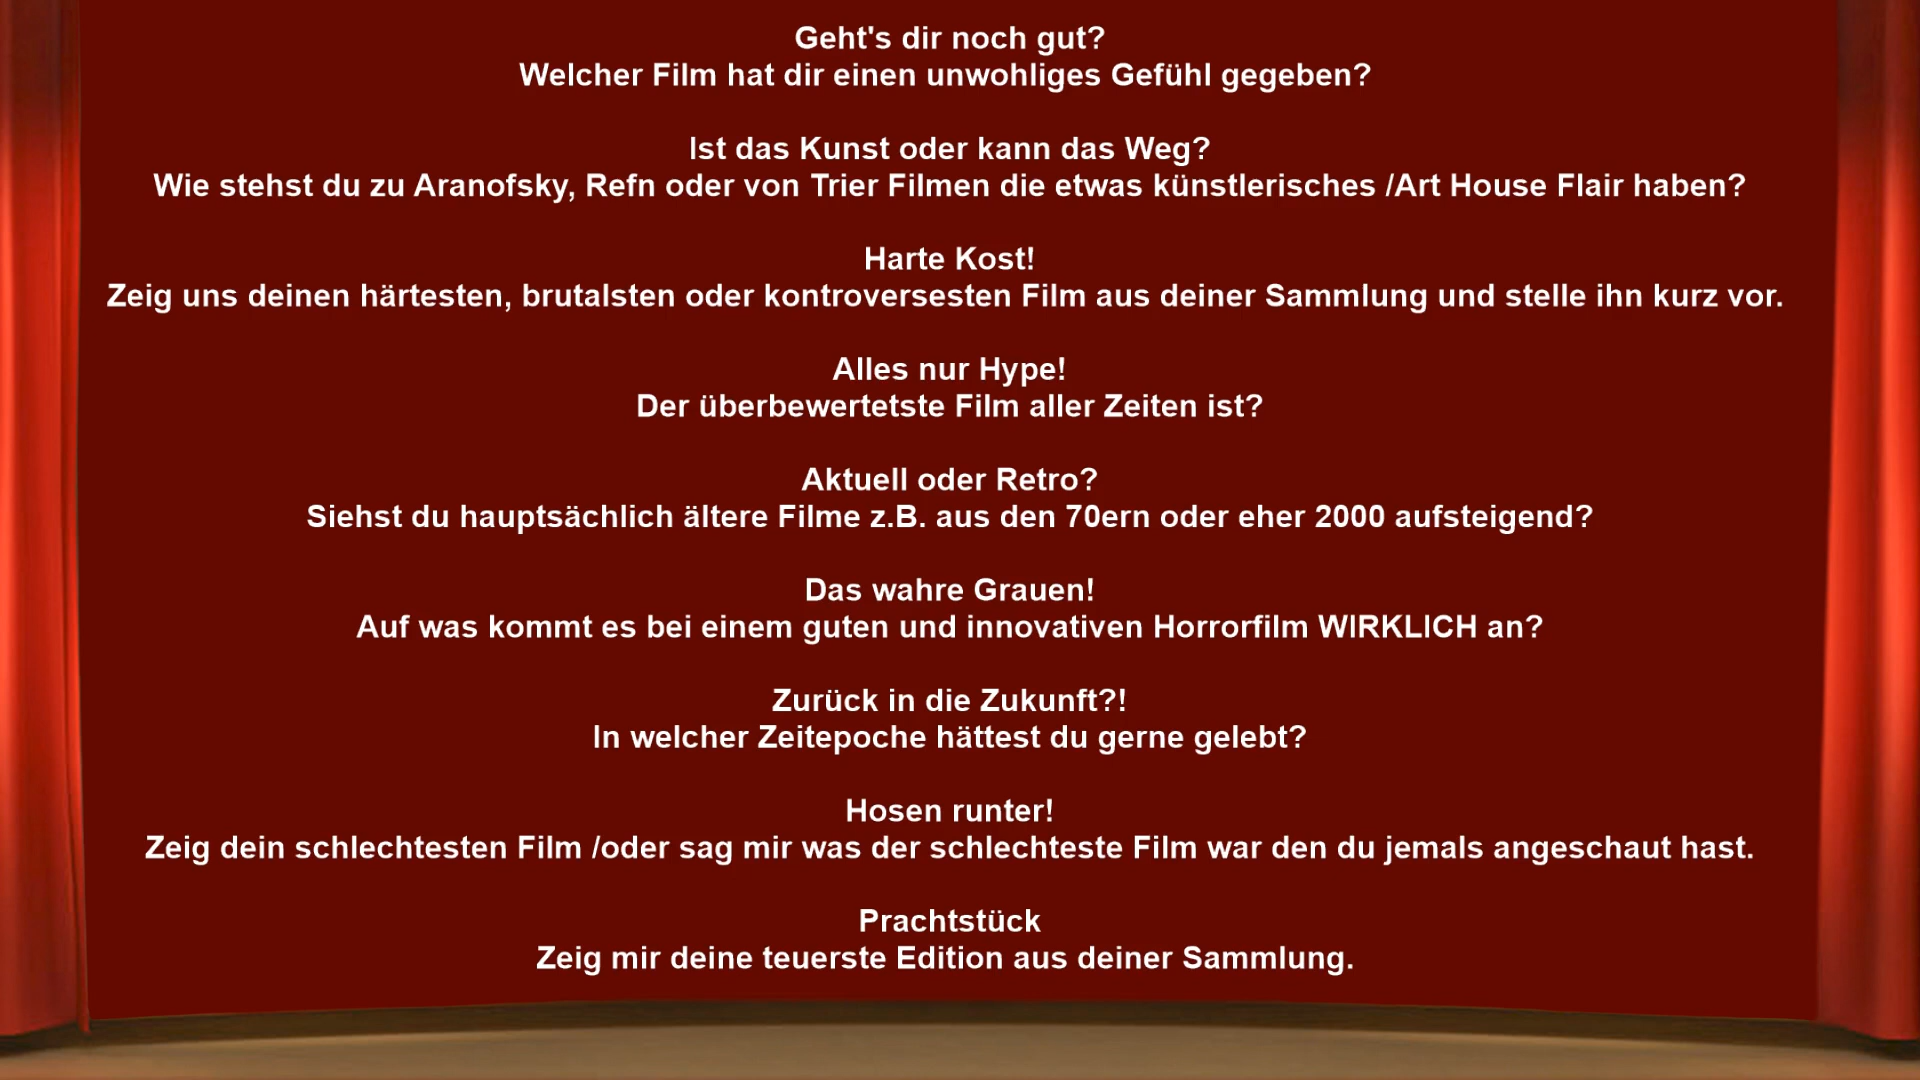 Geht's dir noch gut?
Welcher Film hat dir einen unwohliges Gefühl gegeben?
Ist das Kunst oder kann das Weg?
Wie stehst du zu Aranofsky, Refn oder von Trier Filmen die etwas künstlerisches /Art House Flair haben?
Harte Kost!
Zeig uns deinen härtesten, brutalsten oder kontroversesten Film aus deiner Sammlung und stelle ihn kurz vor.
Alles nur Hype!
Der überbewertetste Film aller Zeiten ist?
Aktuell oder Retro?
Siehst du hauptsächlich ältere Filme z.B. aus den 70ern oder eher 2000 aufsteigend?
Das wahre Grauen!
Auf was kommt es bei einem guten und innovativen Horrorfilm WIRKLICH an?
Zurück in die Zukunft?!
In welcher Zeitepoche hättest du gerne gelebt?
Hosen runter!
Zeig dein schlechtesten Film /oder sag mir was der schlechteste Film war den du jemals angeschaut hast.
Prachtstück
Zeig mir deine teuerste Edition aus deiner Sammlung.